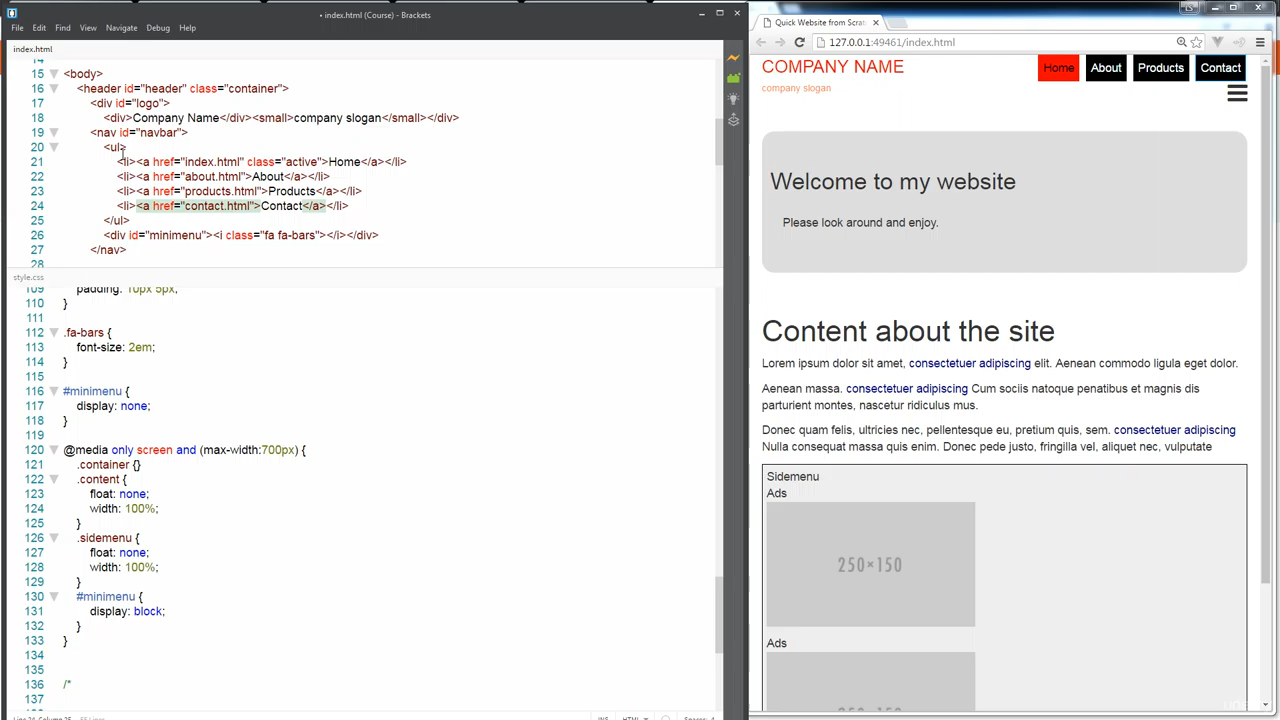 • index.html (Course) - Brackets
File Edit Find View Navigate Debug Help
index.html
14
15 <body>
16 <header id="header" class="container">
17 <div id="logo">
18 <div>Company Name</div><small>company slogan</small></div>
19 <nav id="navbar">
20 <ul>
21 <li><a href="index.html" class="active">Home</a></li>
22 <li><a href="about.html">About</a></li>
23 <li><a href="products.html">Products</a></li>
24 <li><a href="contact.html">Contact</a></li>
25 </ul>
26 <div id="minimenu"><i class="fa fa-bars"></i></div>
27 </nav>
28
style.css
109 padding: 10px 5px;
110 }
111
112 .fa-bars {
113 font-size: 2em;
114 }
115
116 #minimenu {
117 display: none;
118 }
119
120 @media only screen and (max-width:700px) {
121 .container {}
122 .content {
123 float: none;
124 width: 100%;
125 }
126 .sidemenu {
127 float: none;
128 width: 100%;
129 }
130 #minimenu {
131 display: block;
132 }
133 }
134
135
136 /*
137
Quick Website from Scrat
127.0.0.1:49461/index.html
COMPANY NAME
company slogan
Home About Products Contact
Welcome to my website
Please look around and enjoy.
Content about the site
Lorem ipsum dolor sit amet, consectetuer adipiscing elit. Aenean commodo ligula eget dolor.
Aenean massa. consectetuer adipiscing Cum sociis natoque penatibus et magnis dis
parturient montes, nascetur ridiculus mus.
Donec quam felis, ultricies nec, pellentesque eu, pretium quis, sem. consectetuer adipiscing
Nulla consequat massa quis enim. Donec pede justo, fringilla vel, aliquet nec, vulputate
Sidemenu
Ads
250×150
Ads